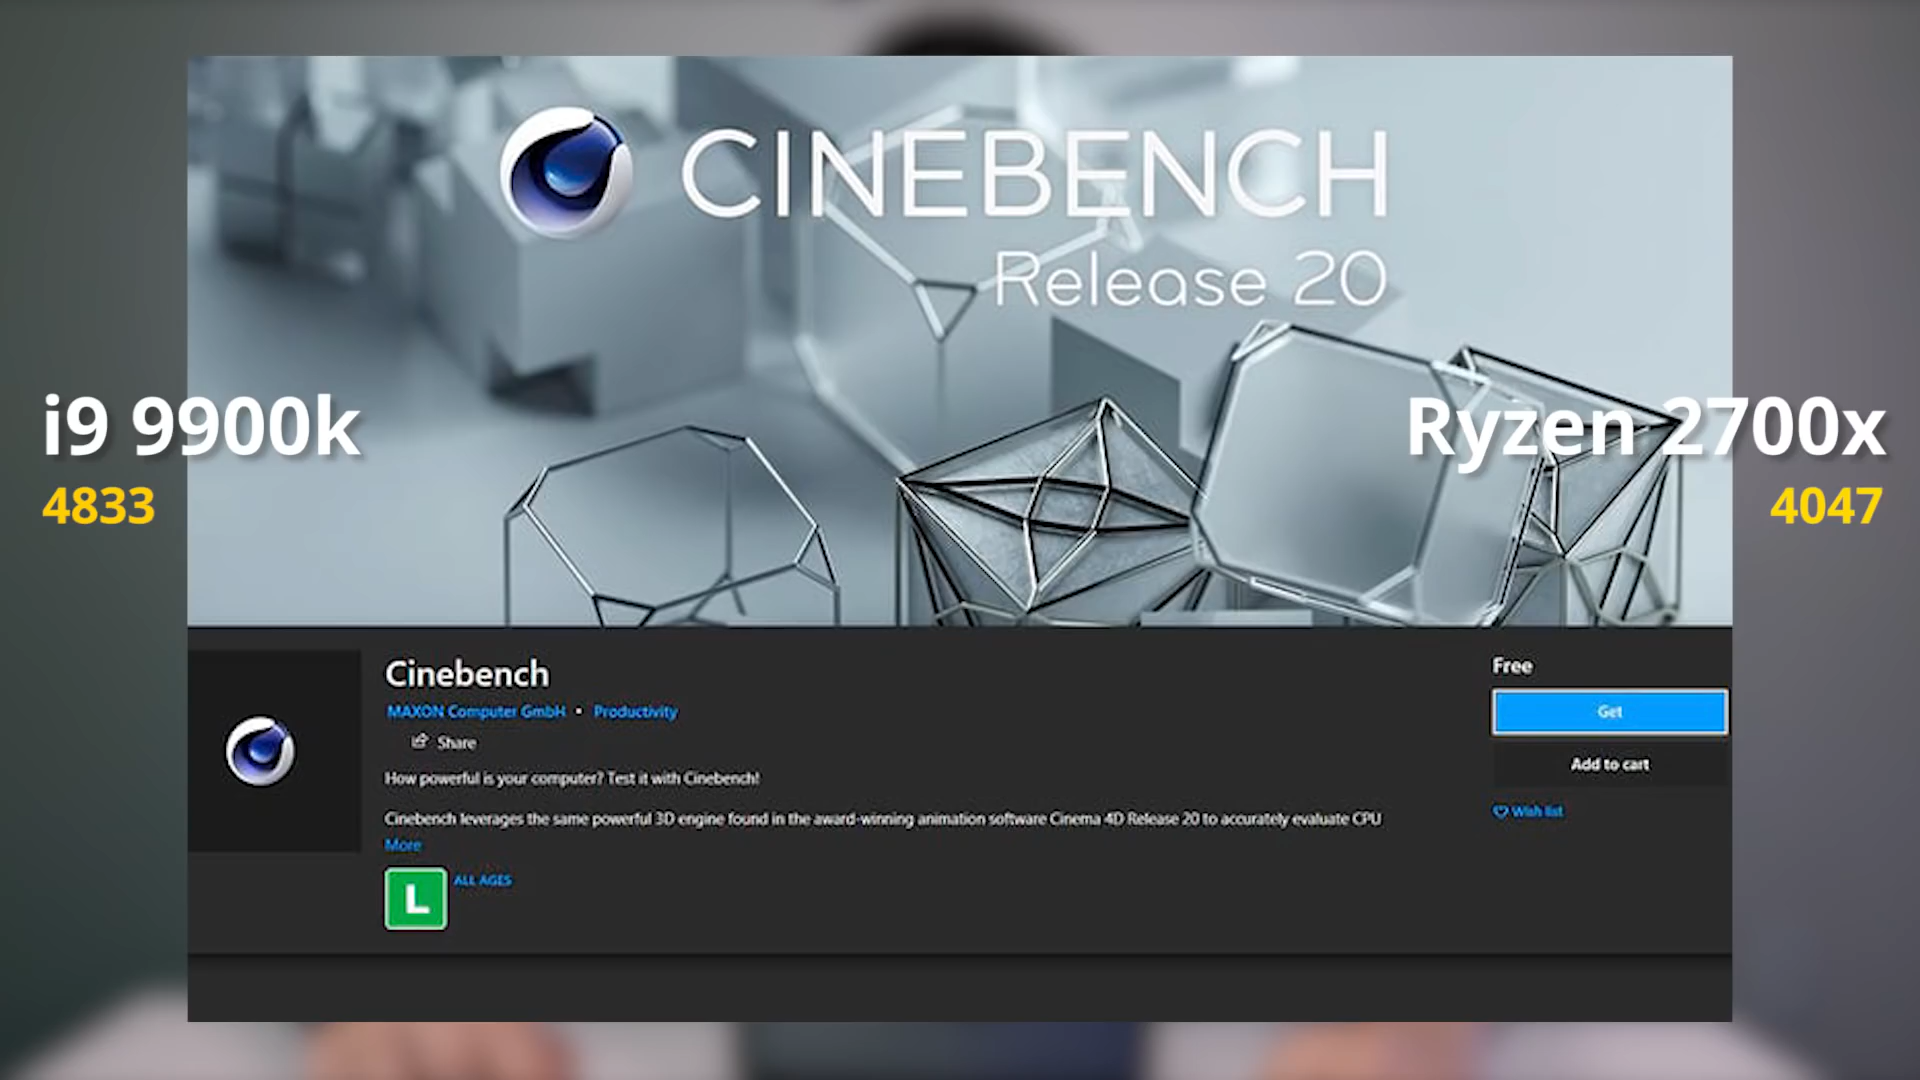 CINEBENCH
Release 20
i9 9900k
4833
Ryzen 2700x
4047
Cinebench
MAXON Computer GmbH • Productivity
Share
How powerful is your computer? Test it with Cinebench!
Cinebench leverages the same powerful 3D engine found in the award-winning animation software Cinema 4D Release 20 to accurately evaluate CPU
More
L
ALL AGES
Free
Get
Add to cart
Wish list